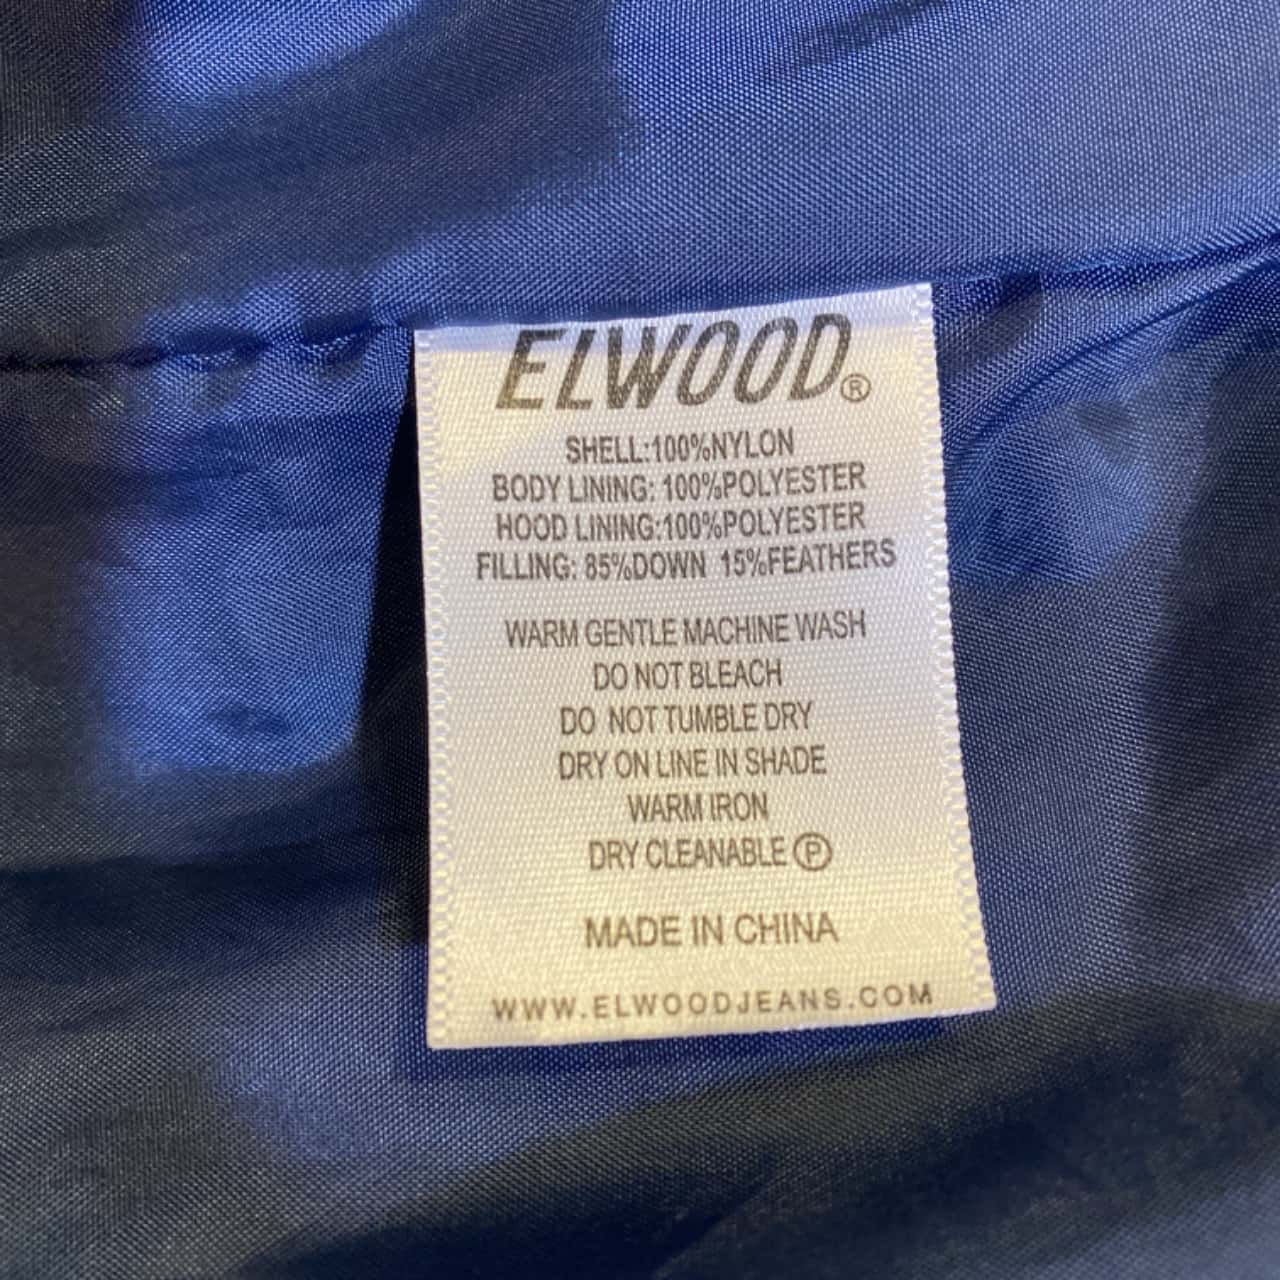 ELWOOD®
SHELL:100%NYLON
BODY LINING: 100%POLYESTER
HOOD LINING:100%POLYESTER
FILLING: 85%DOWN 15%FEATHERS
WARM GENTLE MACHINE WASH
DO NOT BLEACH
DO NOT TUMBLE DRY
DRY ON LINE IN SHADE
WARM IRON
DRY CLEANABLE Ⓟ
MADE IN CHINA
WWW.ELWOODJEANS.COM